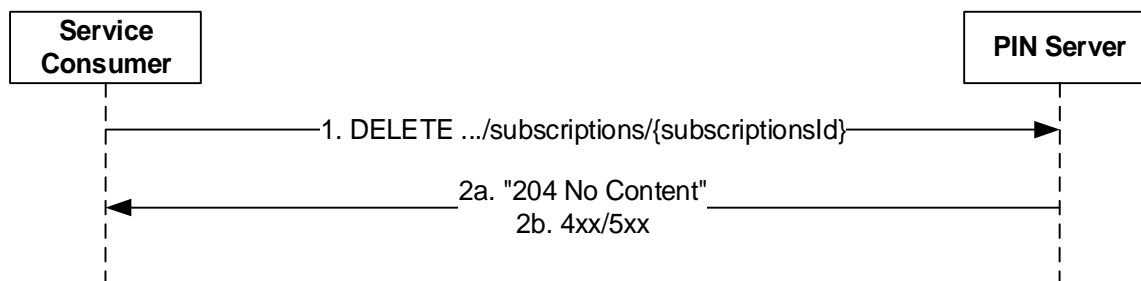 Service
Consumer
PIN Server
1. DELETE .../subscriptions/{subscriptionsId}
2a. "204 No Content"
2b. 4xx/5xx